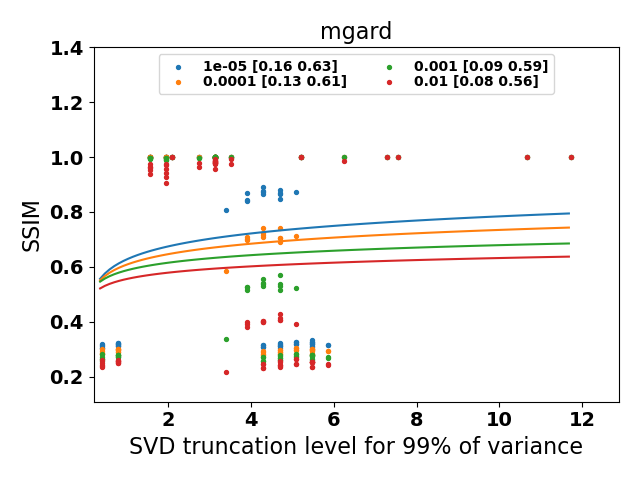 mgard
1e-05 [0.16 0.63]
0.0001 [0.13 0.61]
0.001 [0.09 0.59]
0.01 [0.08 0.56]
SSIM
1.4
1.2
1.0
0.8
0.6
0.4
0.2
2 4 6 8 10 12
SVD truncation level for 99% of variance